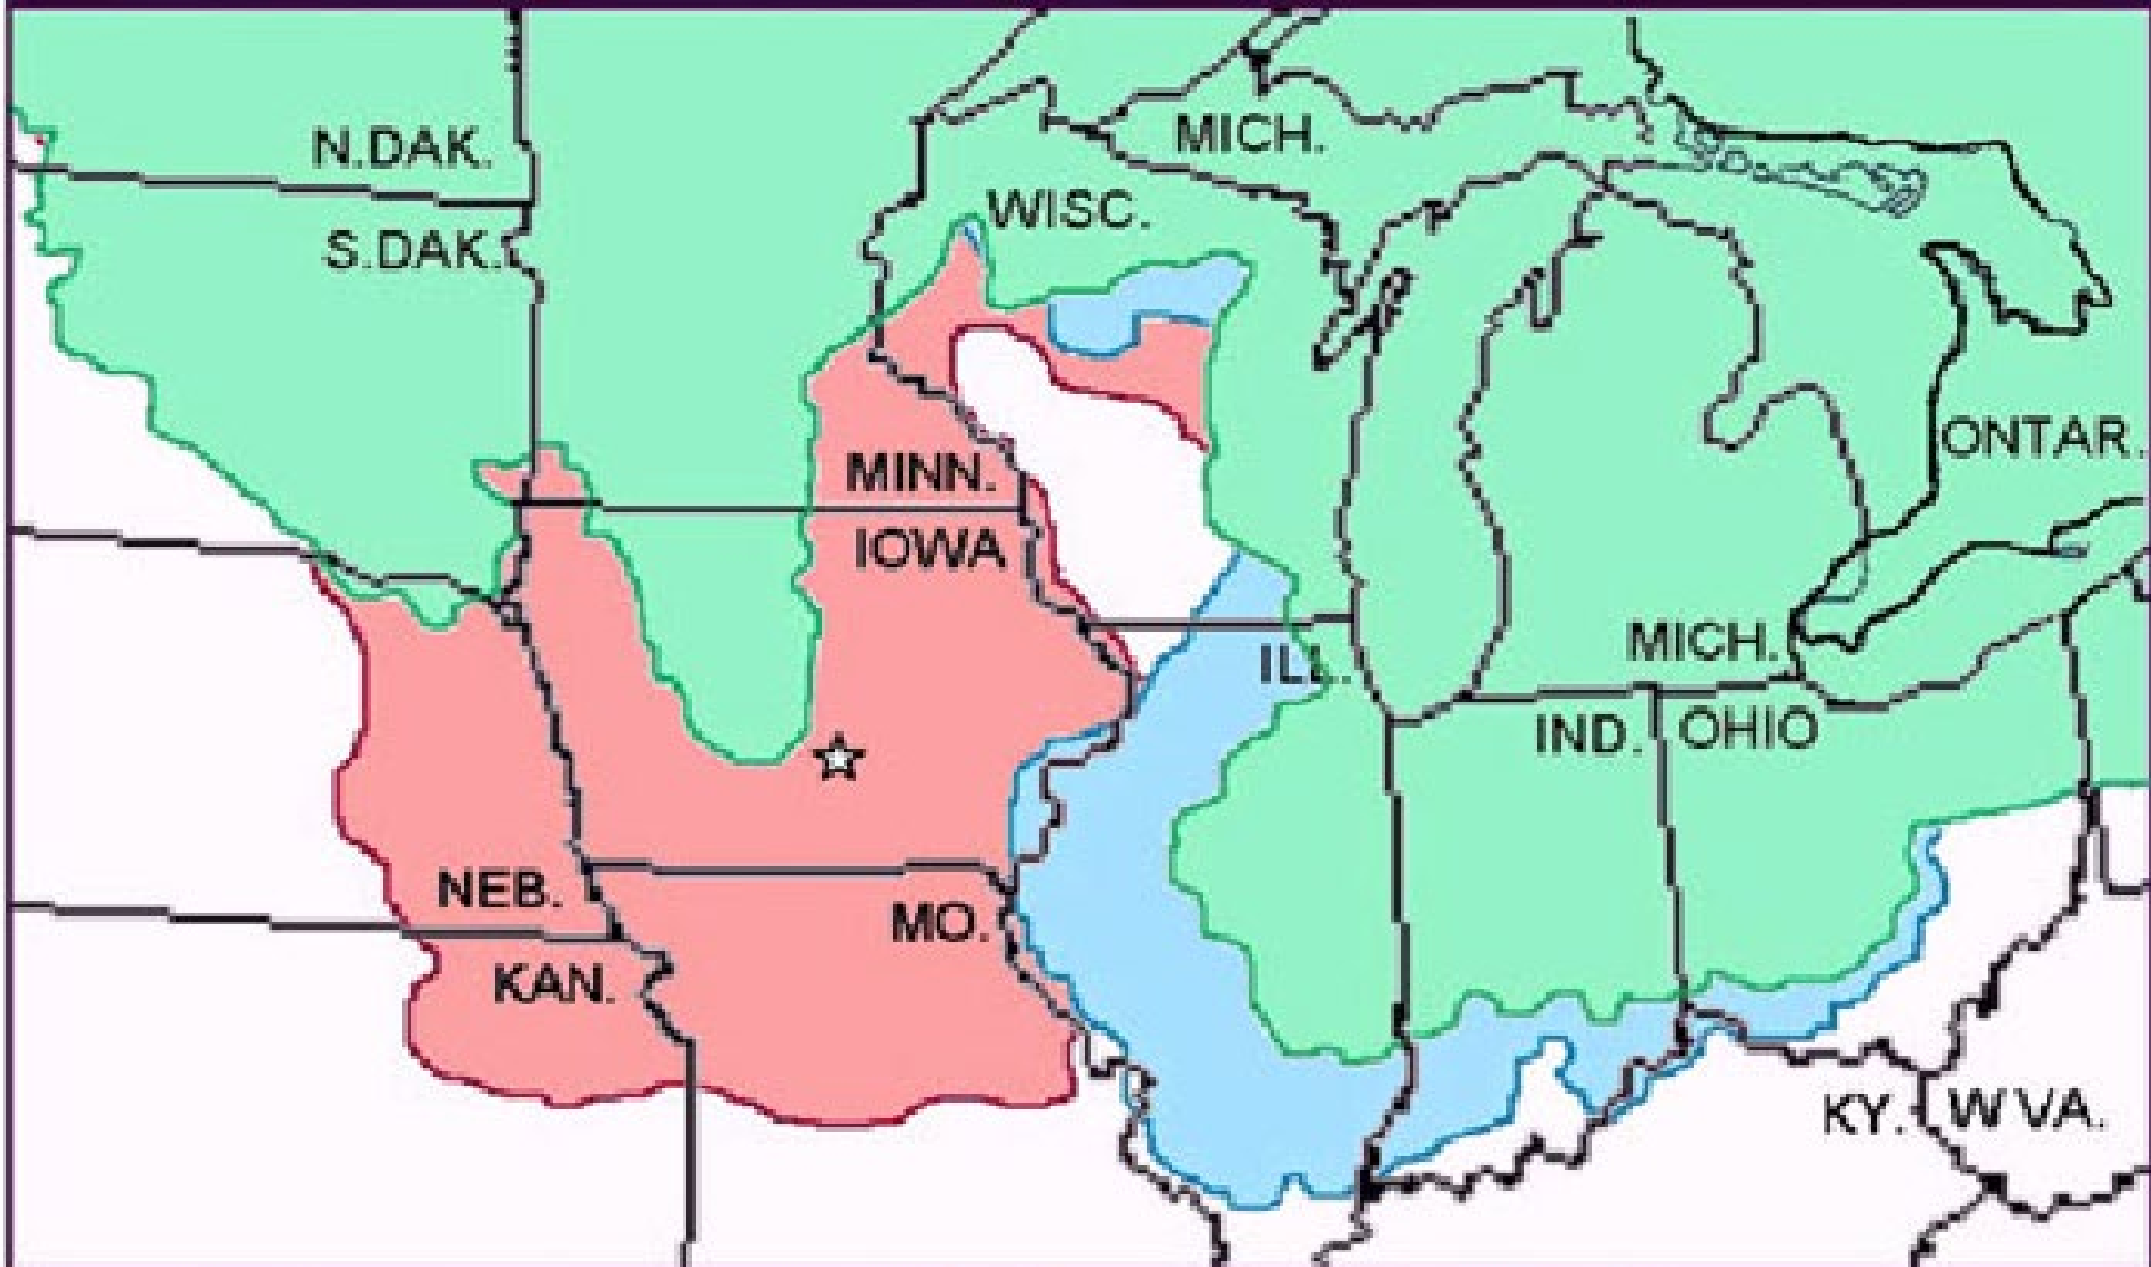 N.DAK.
MICH.
WISC.
S.DAK.
ONTAR.
MINN.
IOWA
MICH.
ILL.
IND.
OHIO
NEB.
MO.
KAN.
KY.
W VA.